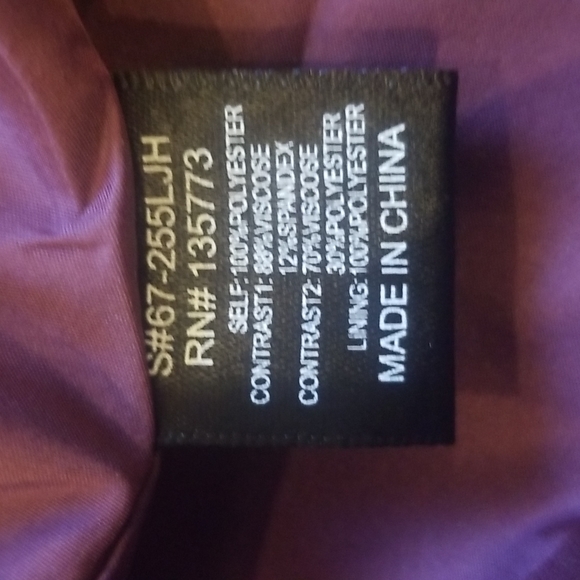 S#67-255LJH
RN# 135773
SELF:100%POLYESTER
CONTRAST1: 88%VISCOSE
12%SPANDEX
CONTRAST2: 70%VISCOSE
30%POLYESTER
LINING:100%POLYESTER
MADE IN CHINA